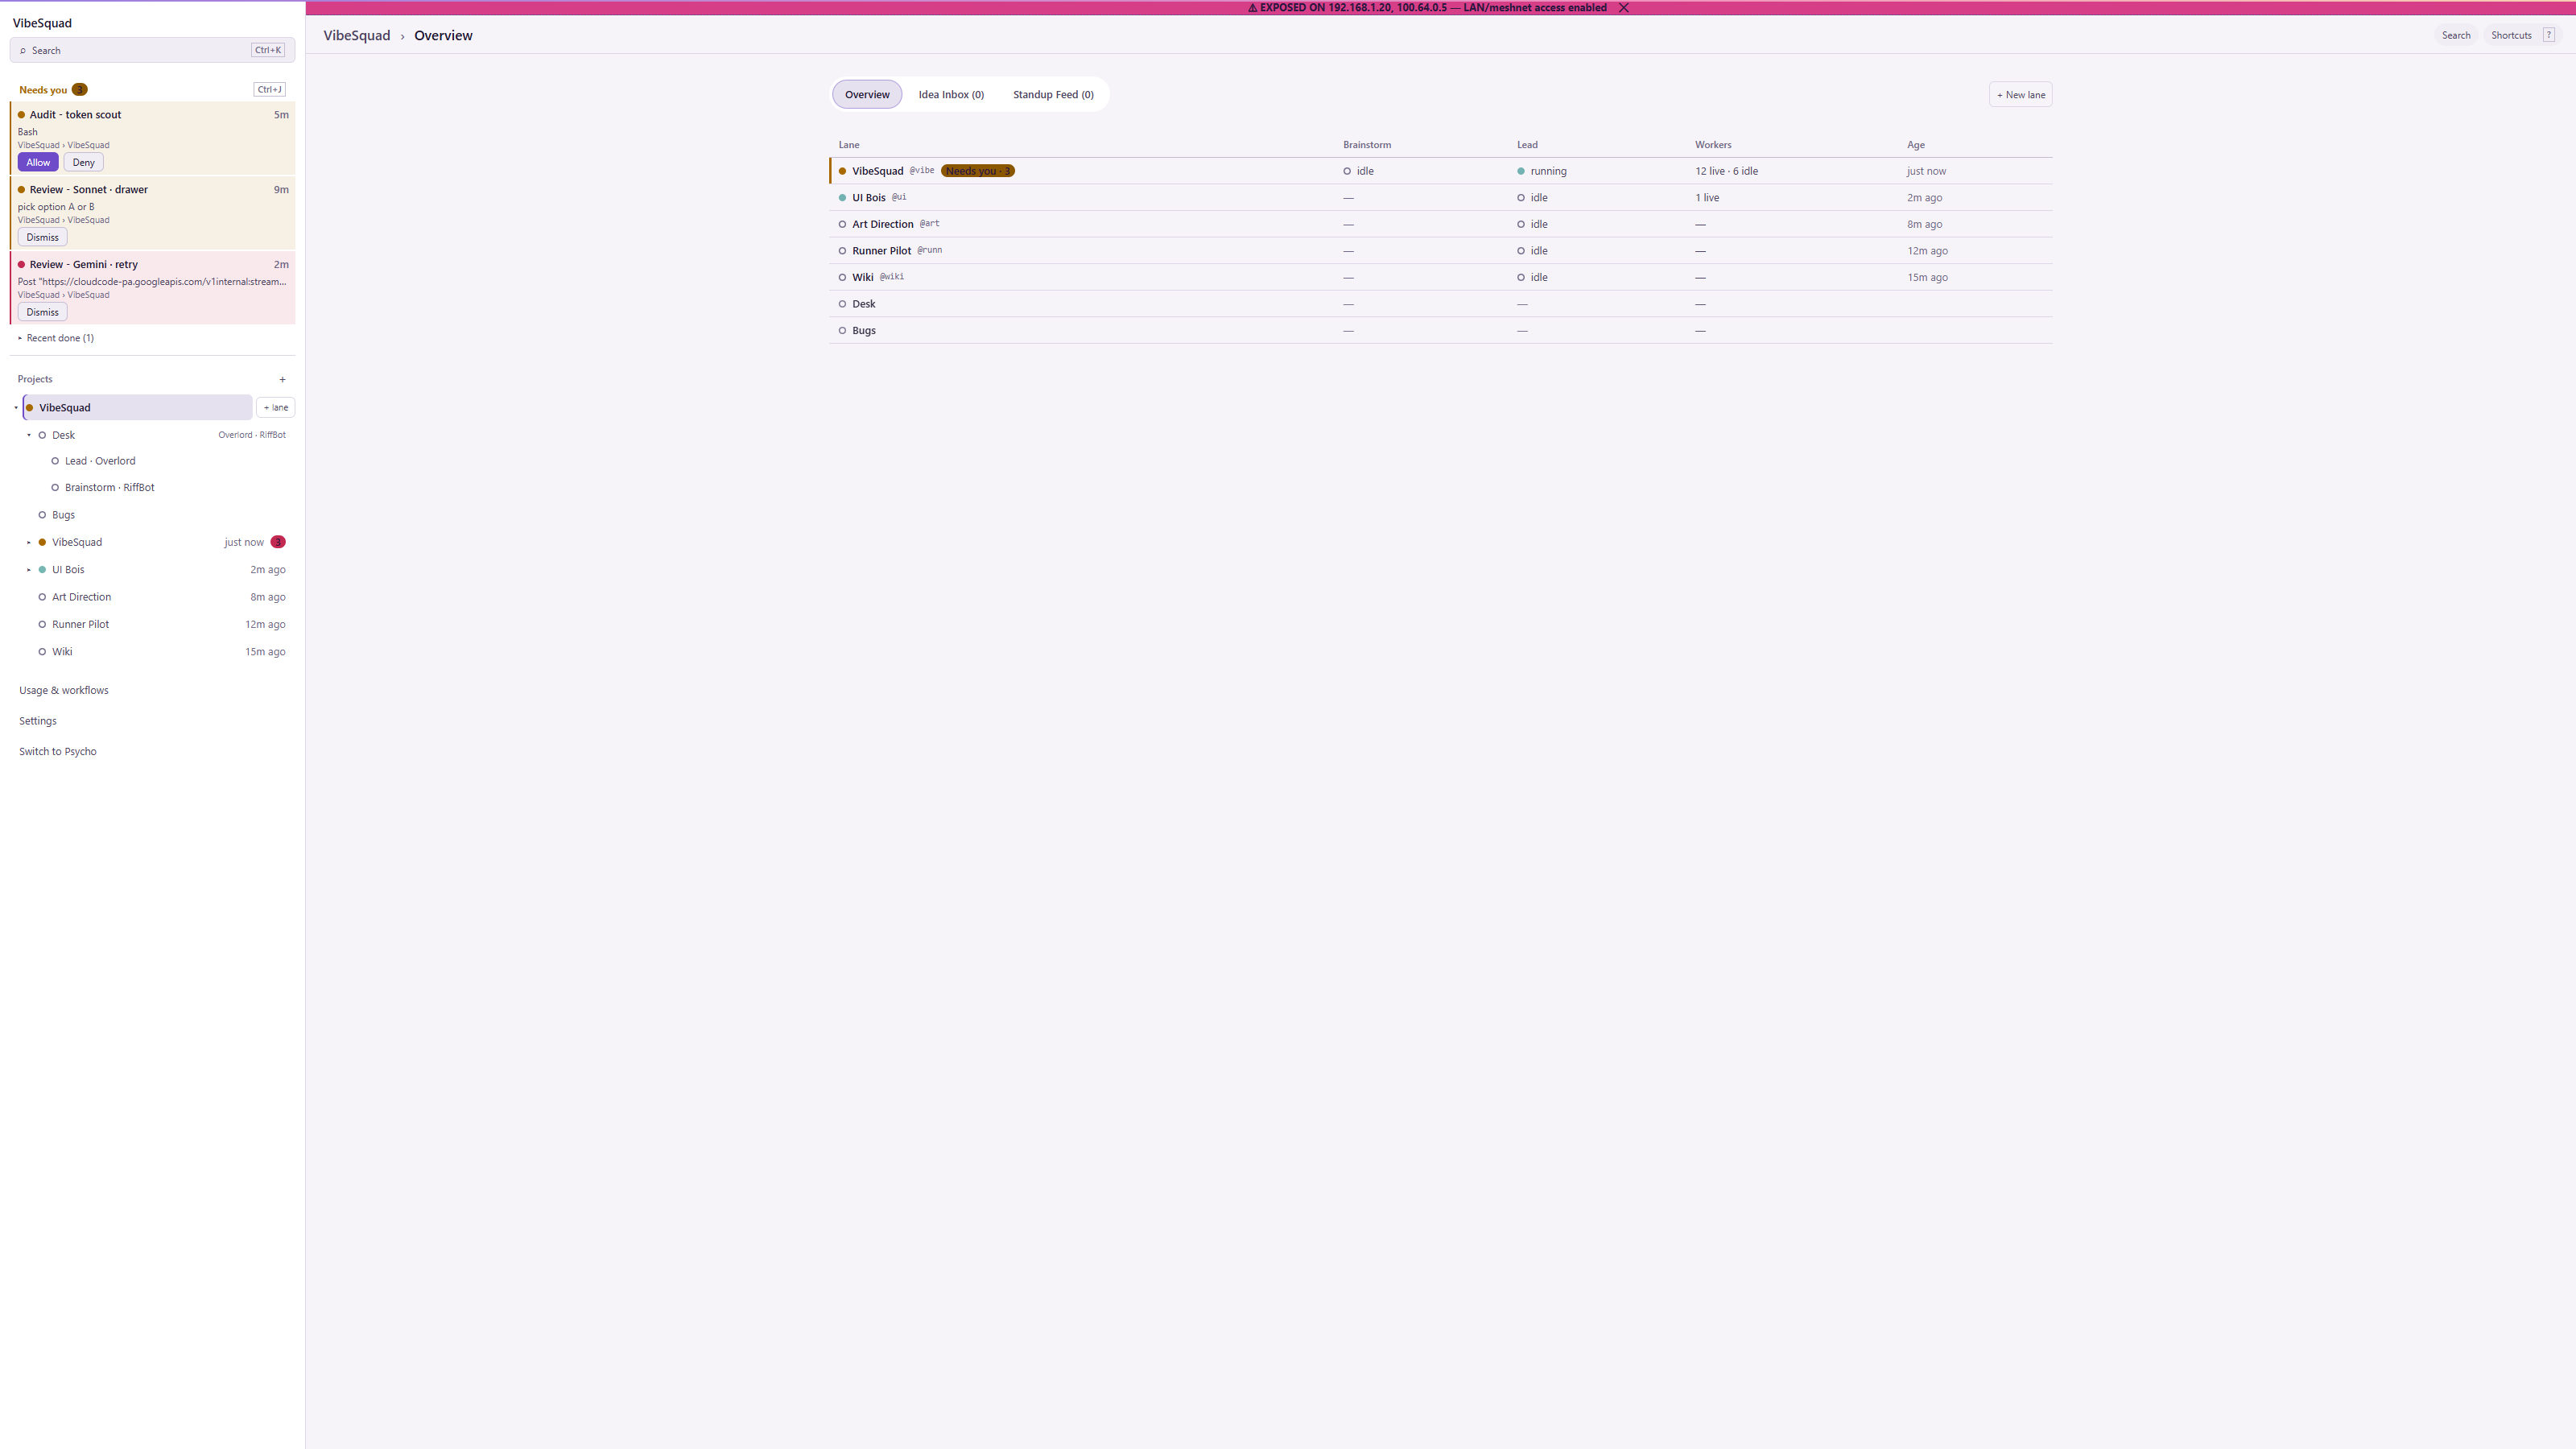 VibeSquad
Search Ctrl+K
Needs you 3 Ctrl+J
Audit - token scout 5m
Bash
VibeSquad › VibeSquad
Allow Deny
Review - Sonnet · drawer 9m
pick option A or B
VibeSquad › VibeSquad
Dismiss
Review - Gemini · retry 2m
Post "https://cloudcode-pa.googleapis.com/v1internal:stream...
VibeSquad › VibeSquad
Dismiss
Recent done (1)
Projects +
VibeSquad + lane
Desk Overlord · RiffBot
Lead · Overlord
Brainstorm · RiffBot
Bugs
VibeSquad just now 3
UI Bois 2m ago
Art Direction 8m ago
Runner Pilot 12m ago
Wiki 15m ago
Usage & workflows
Settings
Switch to Psycho
⚠ EXPOSED ON 192.168.1.20, 100.64.0.5 — LAN/meshnet access enabled
VibeSquad › Overview Search Shortcuts ?
Overview Idea Inbox (0) Standup Feed (0) + New lane
Lane Brainstorm Lead Workers Age
VibeSquad @vibe Needs you · 3 idle running 12 live · 6 idle just now
UI Bois @ui — idle 1 live 2m ago
Art Direction @art — idle — 8m ago
Runner Pilot @runn — idle — 12m ago
Wiki @wiki — idle — 15m ago
Desk — — —
Bugs — — —